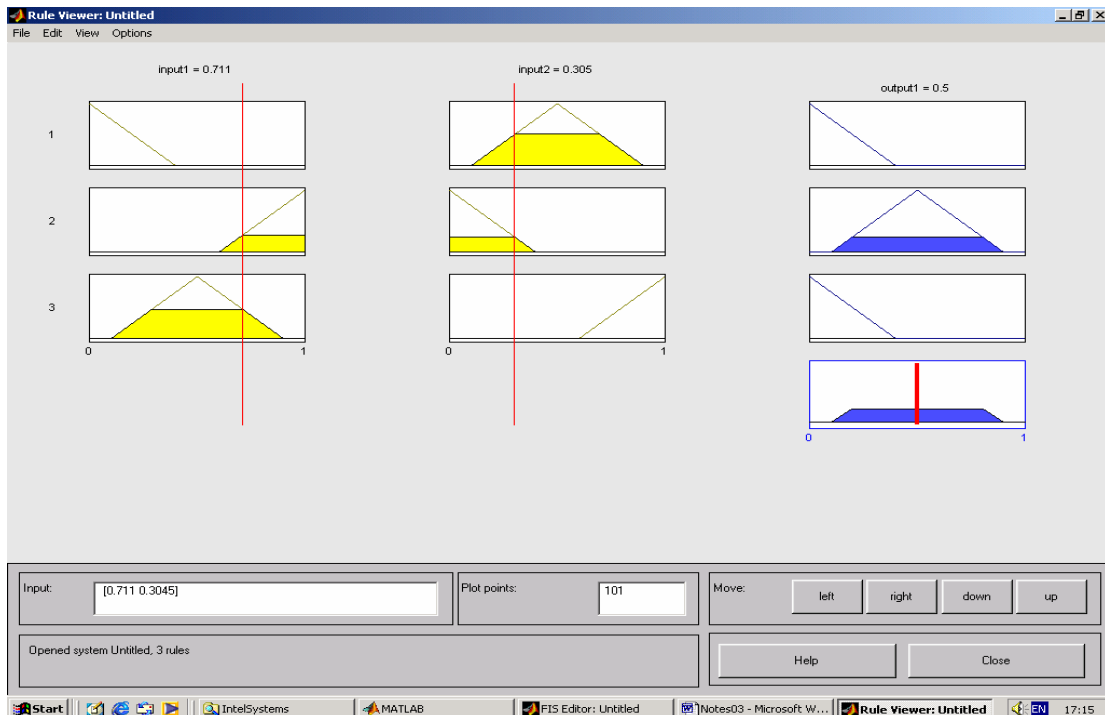 Rule Viewer: Untitled
File Edit View Options
input1 = 0.711
input2 = 0.305
output1 = 0.5
1
2
3
0 1
0 1
0 1
Input:
[0.711 0.3045]
Plot points:
101
Move:
left
right
down
up
Opened system Untitled, 3 rules
Help
Close
Start
IntelSystems
MATLAB
FIS Editor: Untitled
Notes03 - Microsoft W...
Rule Viewer: Untitled
EN
17:15